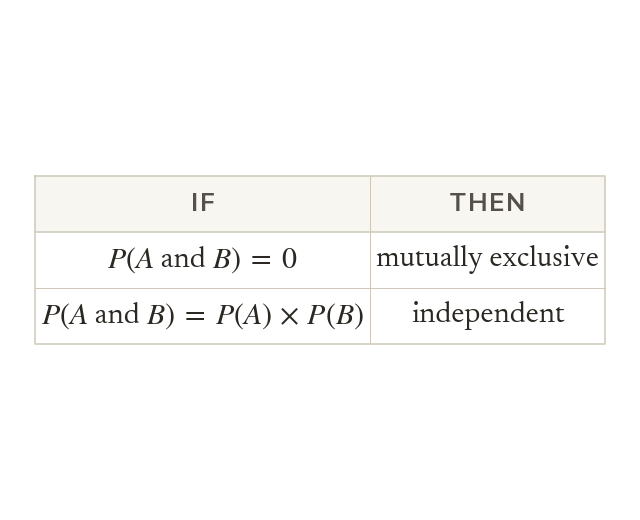 IF THEN
P(A and B) = 0 mutually exclusive
P(A and B) = P(A) × P(B) independent